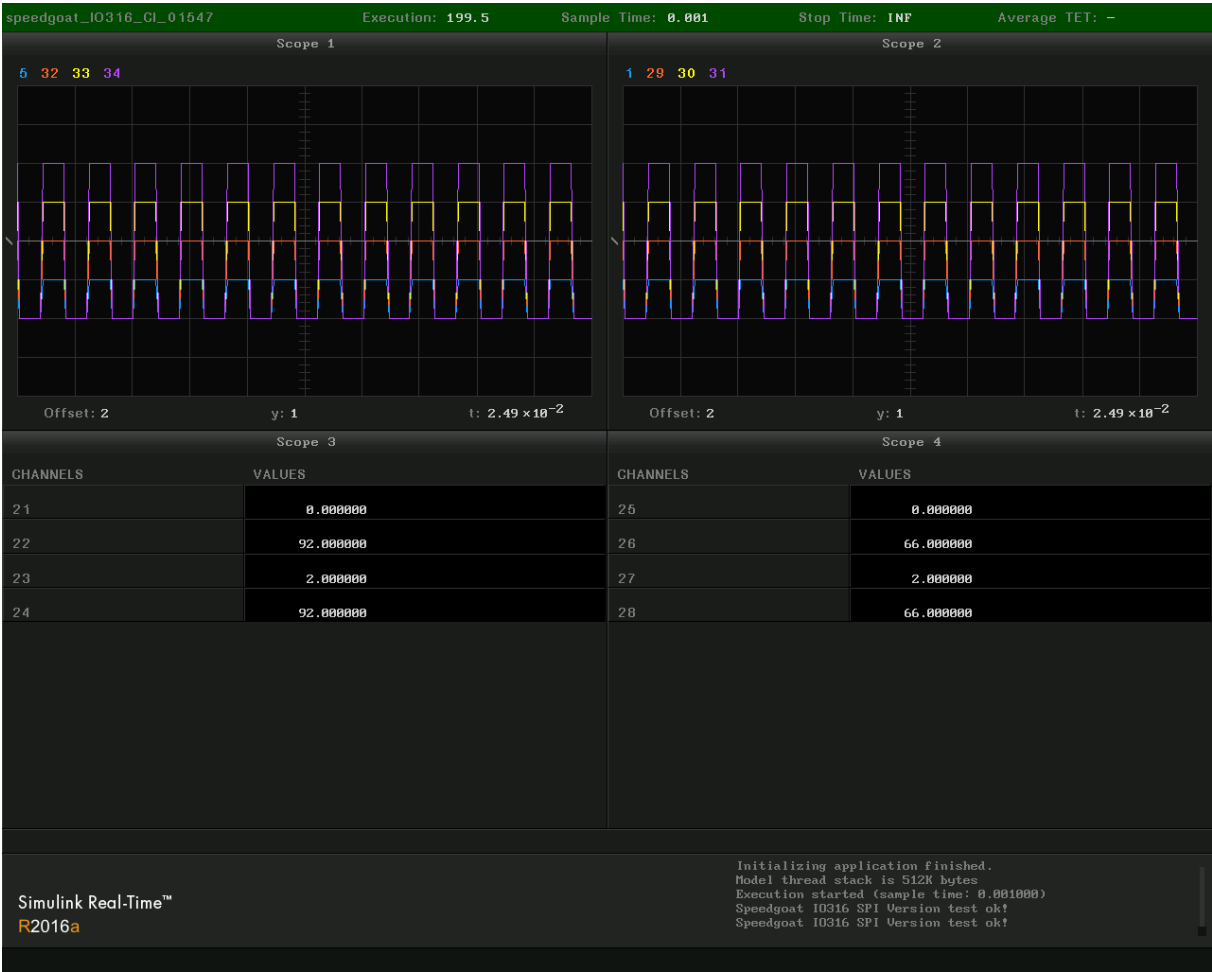 speedgoat_IO316_CI_01547 Execution: 199.5 Sample Time: 0.001 Stop Time: INF Average TET: -
Scope 1
5 32 33 34
Offset: 2 y: 1 t: 2.49 ×10⁻²
Scope 2
1 29 30 31
Offset: 2 y: 1 t: 2.49 ×10⁻²
Scope 3
CHANNELS VALUES
21 0.000000
22 92.000000
23 2.000000
24 92.000000
Scope 4
CHANNELS VALUES
25 0.000000
26 66.000000
27 2.000000
28 66.000000
Simulink Real-Time™
R2016a
Initializing application finished.
Model thread stack is 512K bytes
Execution started (sample time: 0.001000)
Speedgoat IO316 SPI Version test ok!
Speedgoat IO316 SPI Version test ok!